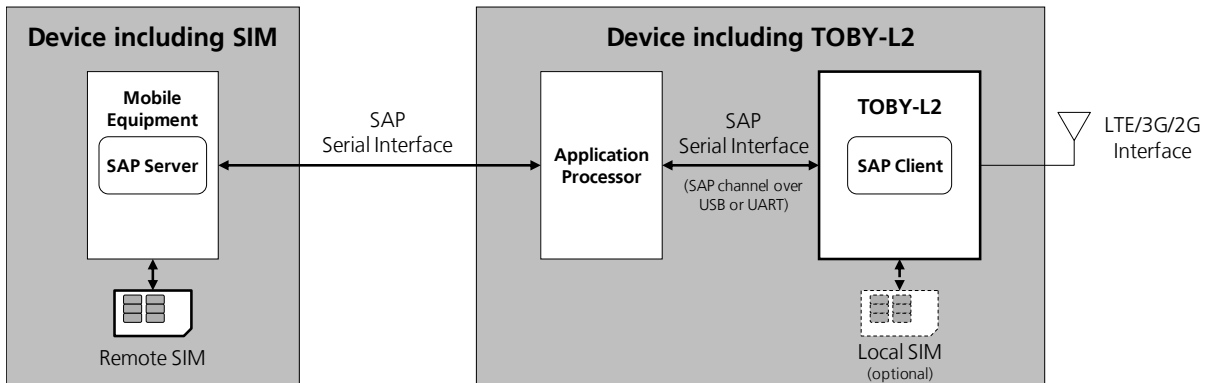 Device including SIM
Mobile
Equipment
SAP Server
Remote SIM
SAP
Serial Interface
Device including TOBY-L2
Application
Processor
SAP
Serial Interface
(SAP channel over
USB or UART)
TOBY-L2
SAP Client
Local SIM
(optional)
LTE/3G/2G
Interface